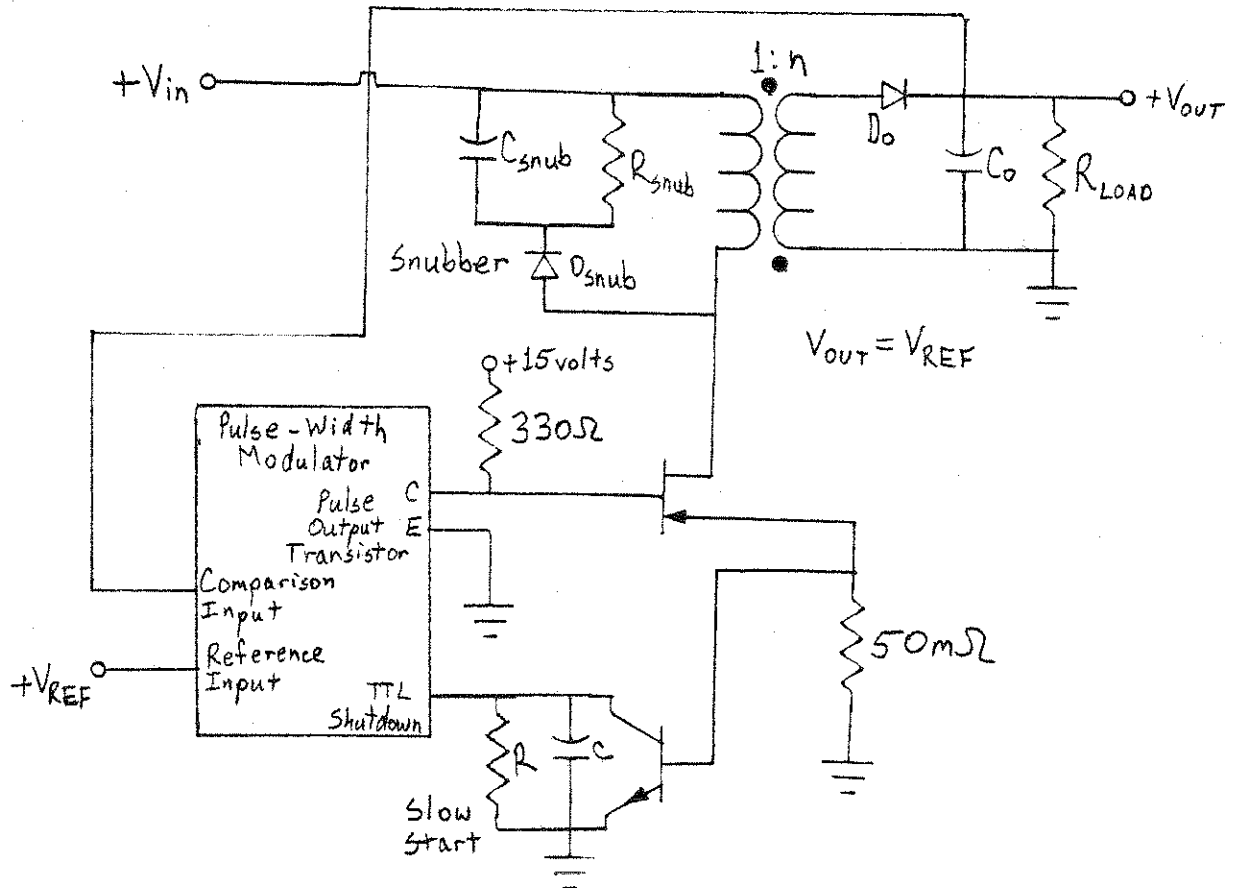 1:n
+Vin
+VOUT
Do
Csnub
Rsnub
Co
RLOAD
Snubber
Dsnub
VOUT = VREF
+15volts
330Ω
Pulse-Width
Modulator
Pulse C
Output E
Transistor
Comparison
Input
50mΩ
+VREF
Reference
Input
TTL
Shutdown
R
C
Slow
Start